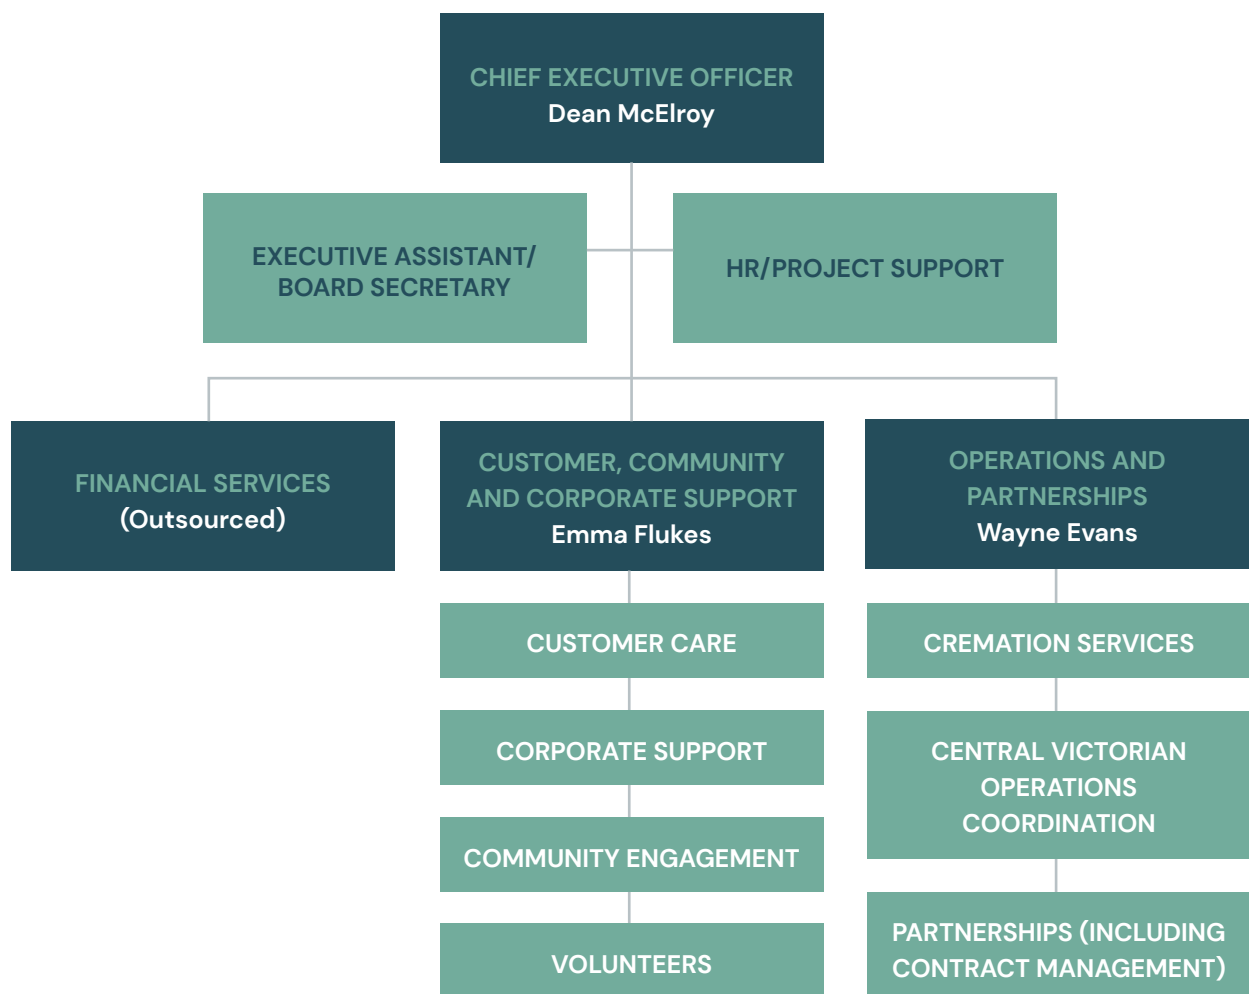 CHIEF EXECUTIVE OFFICER
Dean McElroy
EXECUTIVE ASSISTANT/
BOARD SECRETARY
HR/PROJECT SUPPORT
FINANCIAL SERVICES
(Outsourced)
CUSTOMER, COMMUNITY
AND CORPORATE SUPPORT
Emma Flukes
OPERATIONS AND
PARTNERSHIPS
Wayne Evans
CUSTOMER CARE
CORPORATE SUPPORT
COMMUNITY ENGAGEMENT
VOLUNTEERS
CREMATION SERVICES
CENTRAL VICTORIAN
OPERATIONS
COORDINATION
PARTNERSHIPS (INCLUDING
CONTRACT MANAGEMENT)